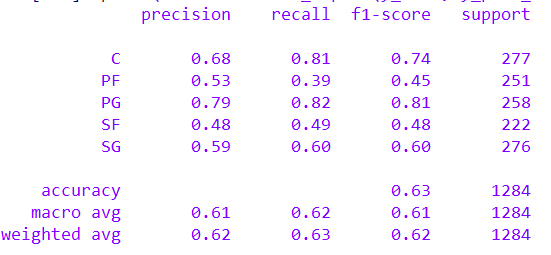 precision recall f1-score support
C 0.68 0.81 0.74 277
PF 0.53 0.39 0.45 251
PG 0.79 0.82 0.81 258
SF 0.48 0.49 0.48 222
SG 0.59 0.60 0.60 276
accuracy 0.63 1284
macro avg 0.61 0.62 0.61 1284
weighted avg 0.62 0.63 0.62 1284